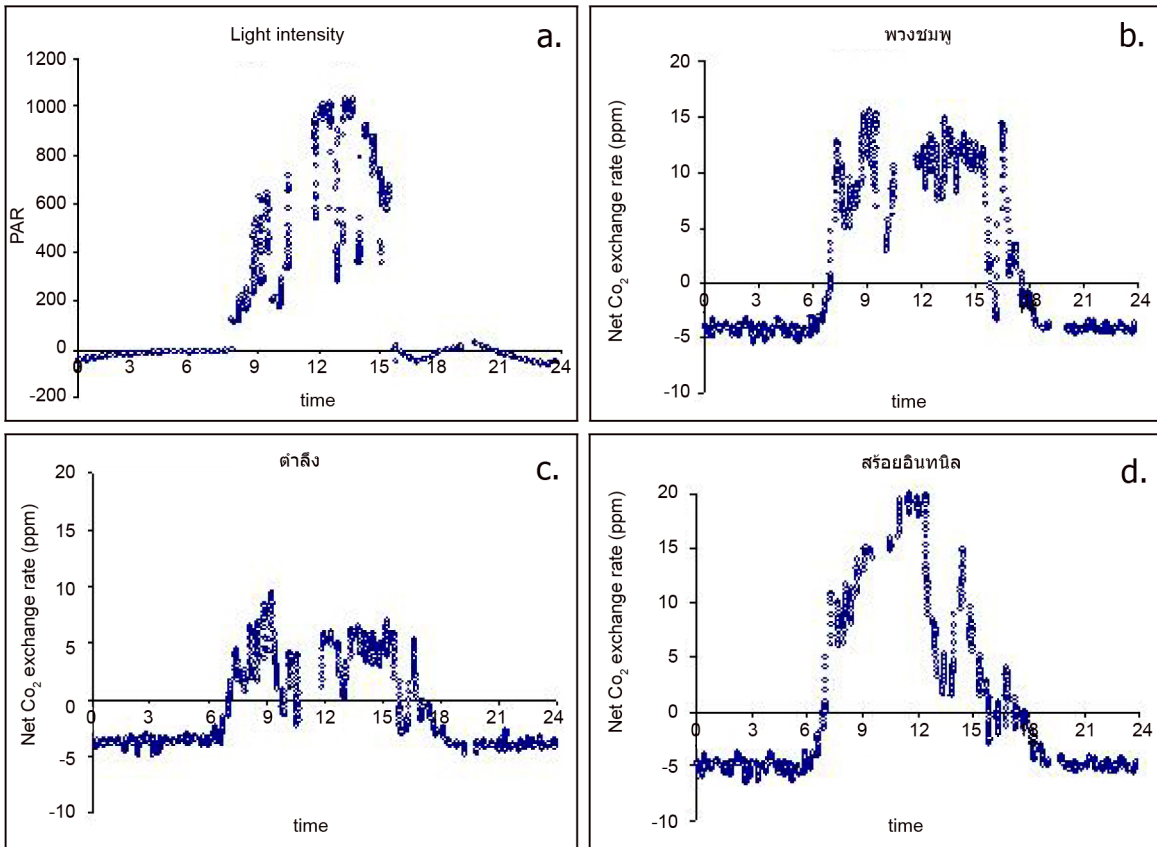 Light intensity
a.
1200
1000
800
600
400
200
0
-200
PAR
0 3 6 9 12 15 18 21 24
time
พวงชมพู
b.
20
15
10
5
0
-5
-10
Net Co2 exchange rate (ppm)
0 3 6 9 12 15 18 21 24
time
ตำลึง
c.
20
15
10
5
0
-5
-10
Net Co2 exchange rate (ppm)
0 3 6 9 12 15 18 21 24
time
สร้อยอินทนิล
d.
20
15
10
5
0
-5
-10
Net Co2 exchange rate (ppm)
0 3 6 9 12 15 18 21 24
time